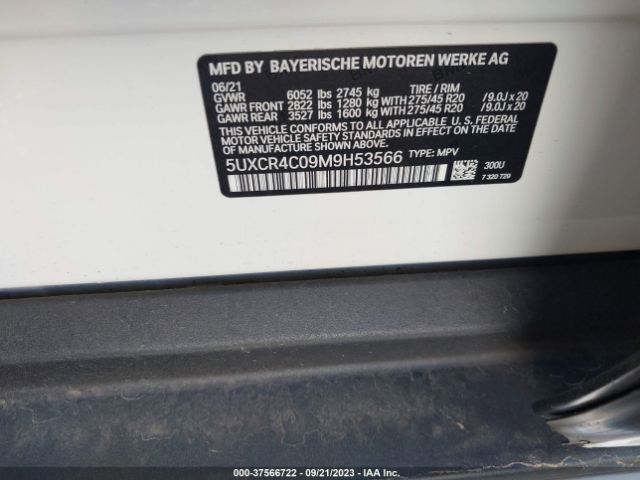 MFD BY BAYERISCHE MOTOREN WERKE AG
06/21 TIRE / RIM
GVWR 6052 lbs 2745 kg
GAWR FRONT 2822 lbs 1280 kg WITH 275/45 R20 / 9.0J x 20
GAWR REAR 3527 lbs 1600 kg WITH 275/45 R20 / 9.0J x 20
THIS VEHICLE CONFORMS TO ALL APPLICABLE U.S. FEDERAL
MOTOR VEHICLE SAFETY STANDARDS IN EFFECT ON THE
DATE OF MANUFACTURE SHOWN ABOVE.
5UXCR4C09M9H53566 TYPE: MPV
300U
7 320 729
000-37566722 - 09/21/2023 - IAA Inc.